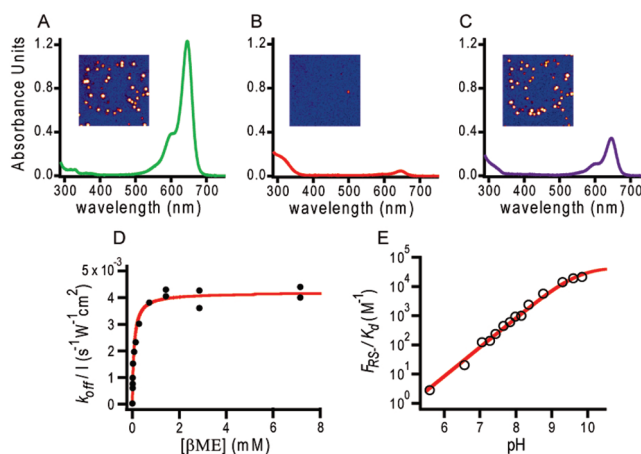 A
B
C
Absorbance Units
1.2
0.8
0.4
0.0
300 400 500 600 700
wavelength (nm)
1.2
0.8
0.4
0.0
300 400 500 600 700
wavelength (nm)
1.2
0.8
0.4
0.0
300 400 500 600 700
wavelength (nm)
D
k_off / I (s⁻¹W⁻¹cm²)
5 x 10⁻³
4
3
2
1
0
0 2 4 6 8
[βME] (mM)
E
F_RS- / K_d (M⁻¹)
10⁵
10⁴
10³
10²
10¹
10⁰
6 7 8 9 10
pH